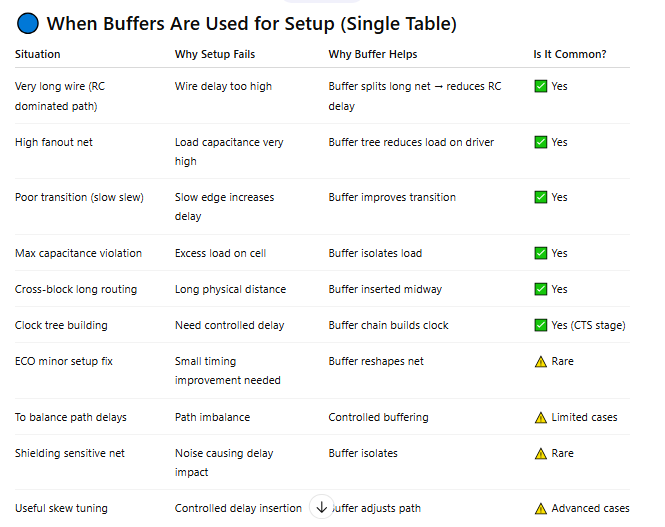 When Buffers Are Used for Setup (Single Table)
Situation Why Setup Fails Why Buffer Helps Is It Common?
Very long wire (RC Wire delay too high Buffer splits long net → reduces RC ✅ Yes
dominated path) delay
High fanout net Load capacitance very Buffer tree reduces load on driver ✅ Yes
high
Poor transition (slow slew) Slow edge increases Buffer improves transition ✅ Yes
delay
Max capacitance violation Excess load on cell Buffer isolates load ✅ Yes
Cross-block long routing Long physical distance Buffer inserted midway ✅ Yes
Clock tree building Need controlled delay Buffer chain builds clock ✅ Yes (CTS stage)
ECO minor setup fix Small timing Buffer reshapes net ⚠ Rare
improvement needed
To balance path delays Path imbalance Controlled buffering ⚠ Limited cases
Shielding sensitive net Noise causing delay Buffer isolates ⚠ Rare
impact
Useful skew tuning Controlled delay insertion uffer adjusts path ⚠ Advanced cases